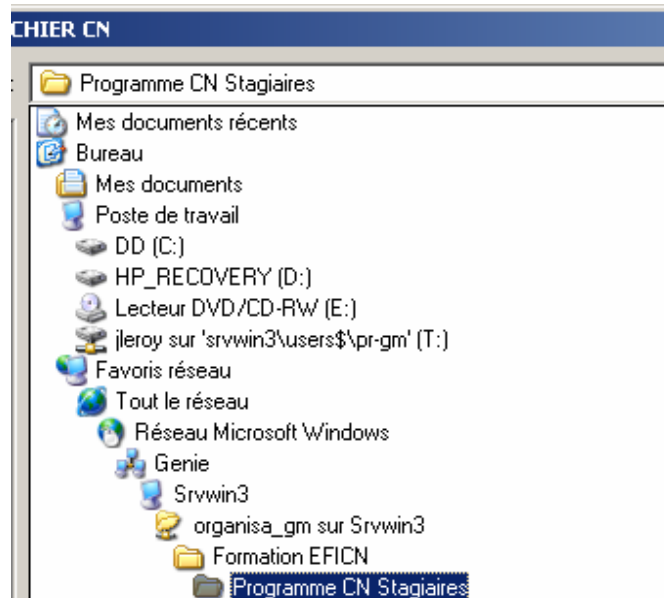 CHIER CN
: Programme CN Stagiaires
Mes documents récents
Bureau
Mes documents
Poste de travail
DD (C:)
HP_RECOVERY (D:)
Lecteur DVD/CD-RW (E:)
jleroy sur 'srvwin3\users$\pr-gm' (T:)
Favoris réseau
Tout le réseau
Réseau Microsoft Windows
Genie
Srvwin3
organisa_gm sur Srvwin3
Formation EFICN
Programme CN Stagiaires